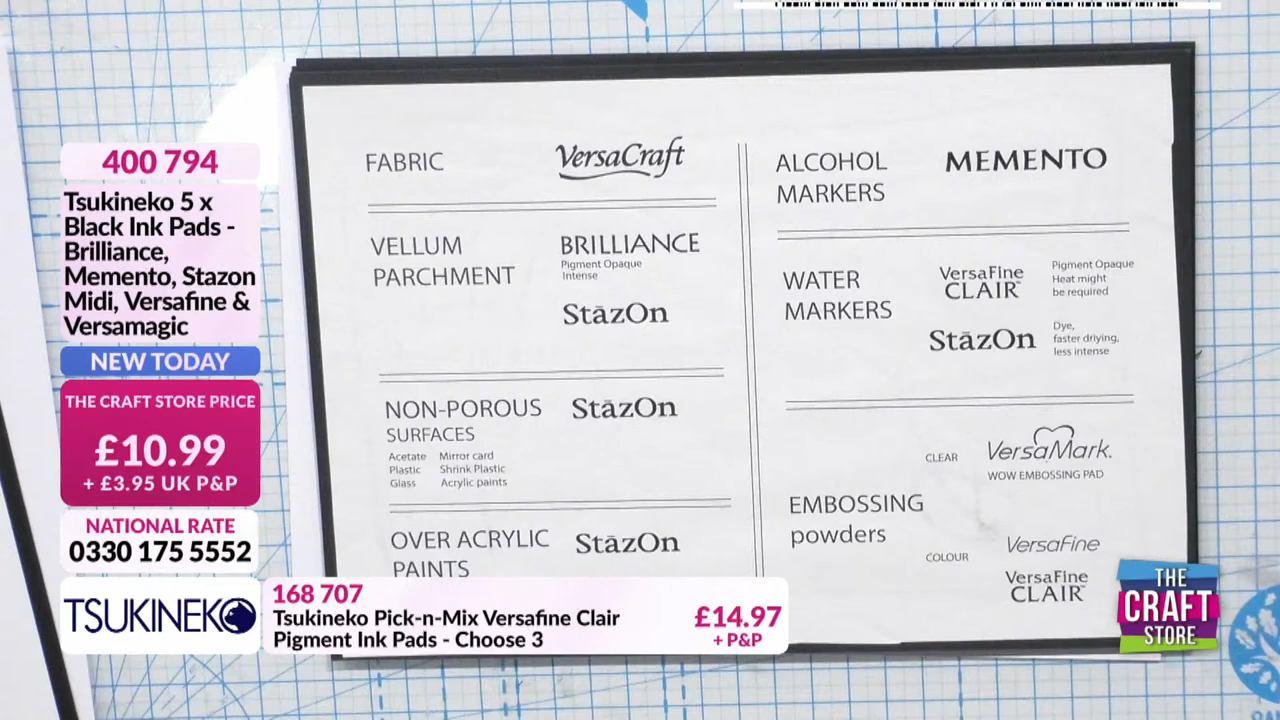 400 794
Tsukineko 5 x
Black Ink Pads -
Brilliance,
Memento, Stazon
Midi, Versafine &
Versamagic
NEW TODAY
THE CRAFT STORE PRICE
£10.99
+ £3.95 UK P&P
NATIONAL RATE
0330 175 5552
TSUKINEKO
168 707
Tsukineko Pick-n-Mix Versafine Clair
Pigment Ink Pads - Choose 3
£14.97
+ P&P
FABRIC
VersaCraft
VELLUM
PARCHMENT
BRILLIANCE
Pigment Opaque
Intense
StāzOn
NON-POROUS
SURFACES
StāzOn
Acetate Mirror card
Plastic Shrink Plastic
Glass Acrylic paints
OVER ACRYLIC
PAINTS
StāzOn
ALCOHOL
MARKERS
MEMENTO
WATER
MARKERS
VERSAFINE
CLAIR™
Pigment Opaque
Heat might
be required
StāzOn
Dye,
faster driving,
less intense
EMBOSSING
powders
CLEAR
VersaMark.
WOW EMBOSSING PAD
COLOUR
VersaFine
VERSAFINE
CLAIR™
THE
CRAFT
STORE